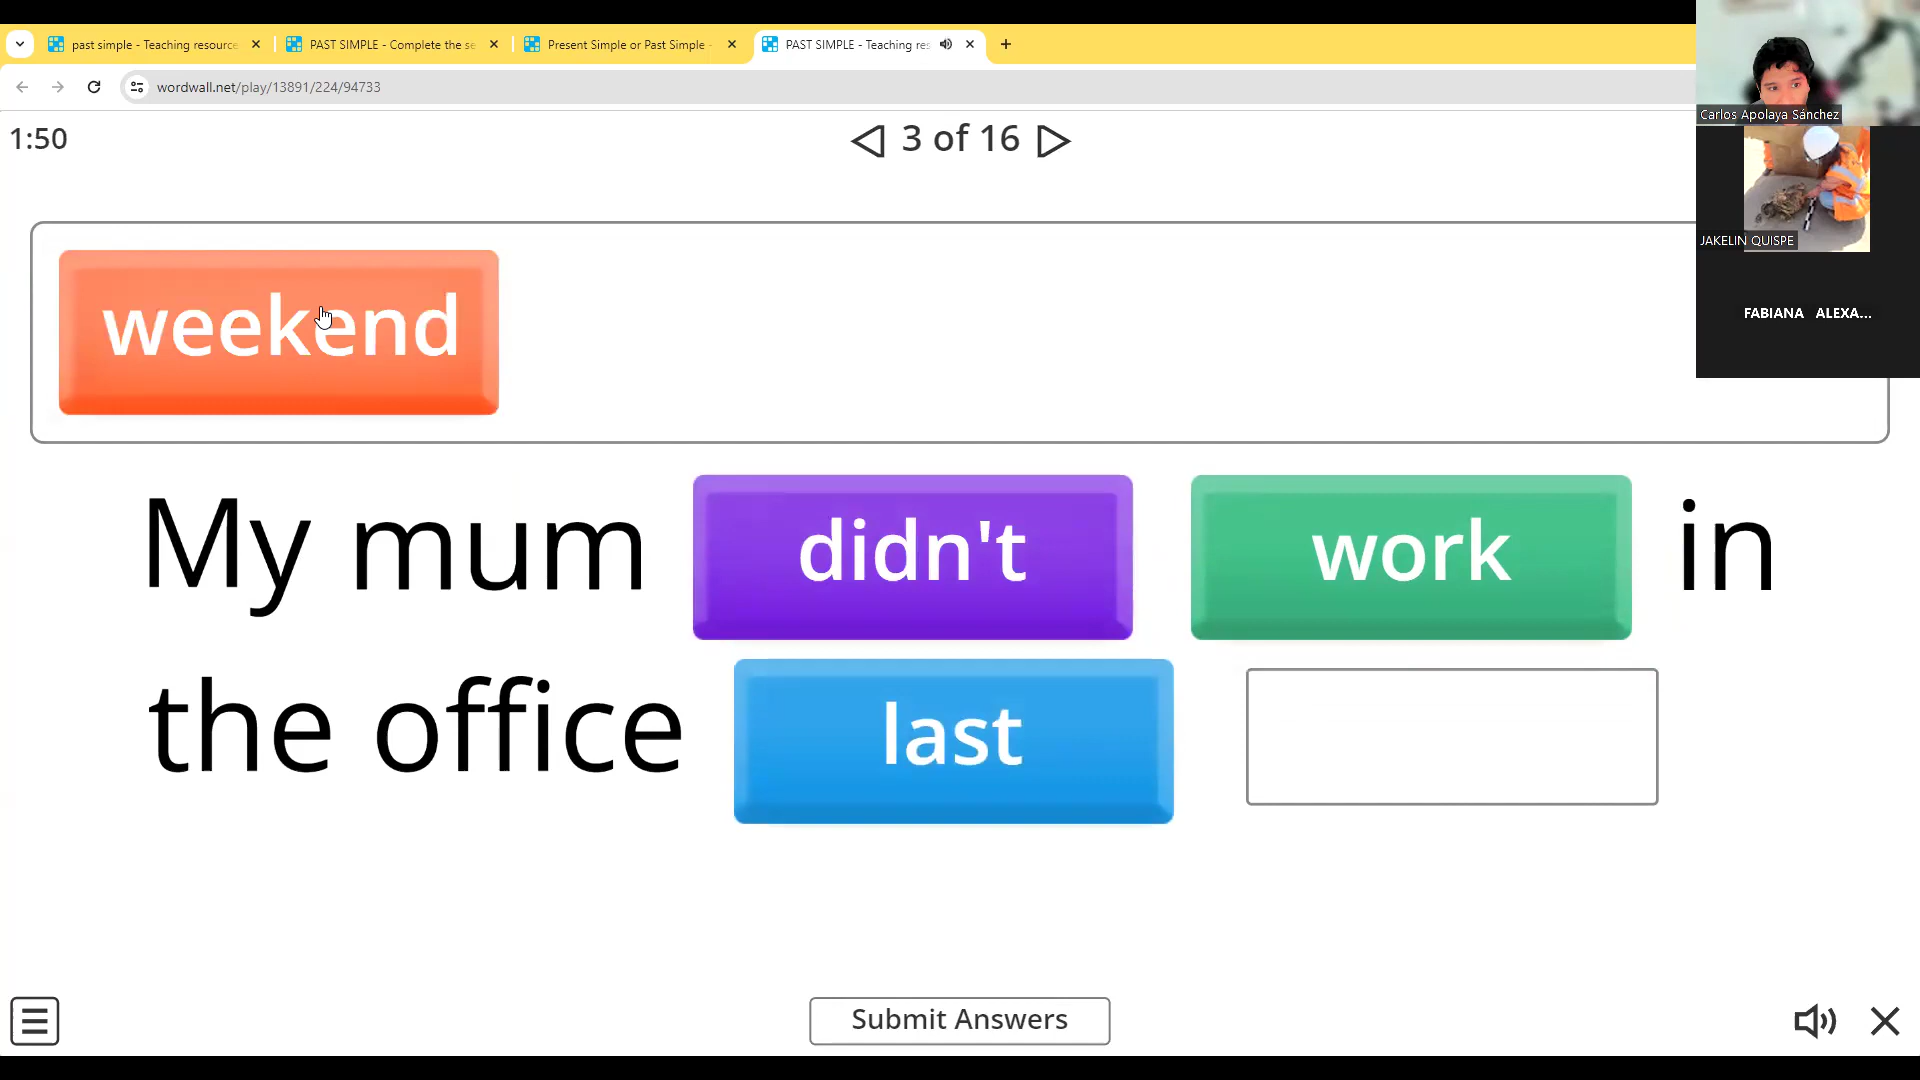 past simple - Teaching resource
PAST SIMPLE - Complete the se
Present Simple or Past Simple -
PAST SIMPLE - Teaching res
wordwall.net/play/13891/224/94733
Carlos Apolaya Sánchez
1:50
3 of 16
JAKELIN QUISPE
weekend
FABIANA ALEXA...
My mum didn't work in
the office last
Submit Answers